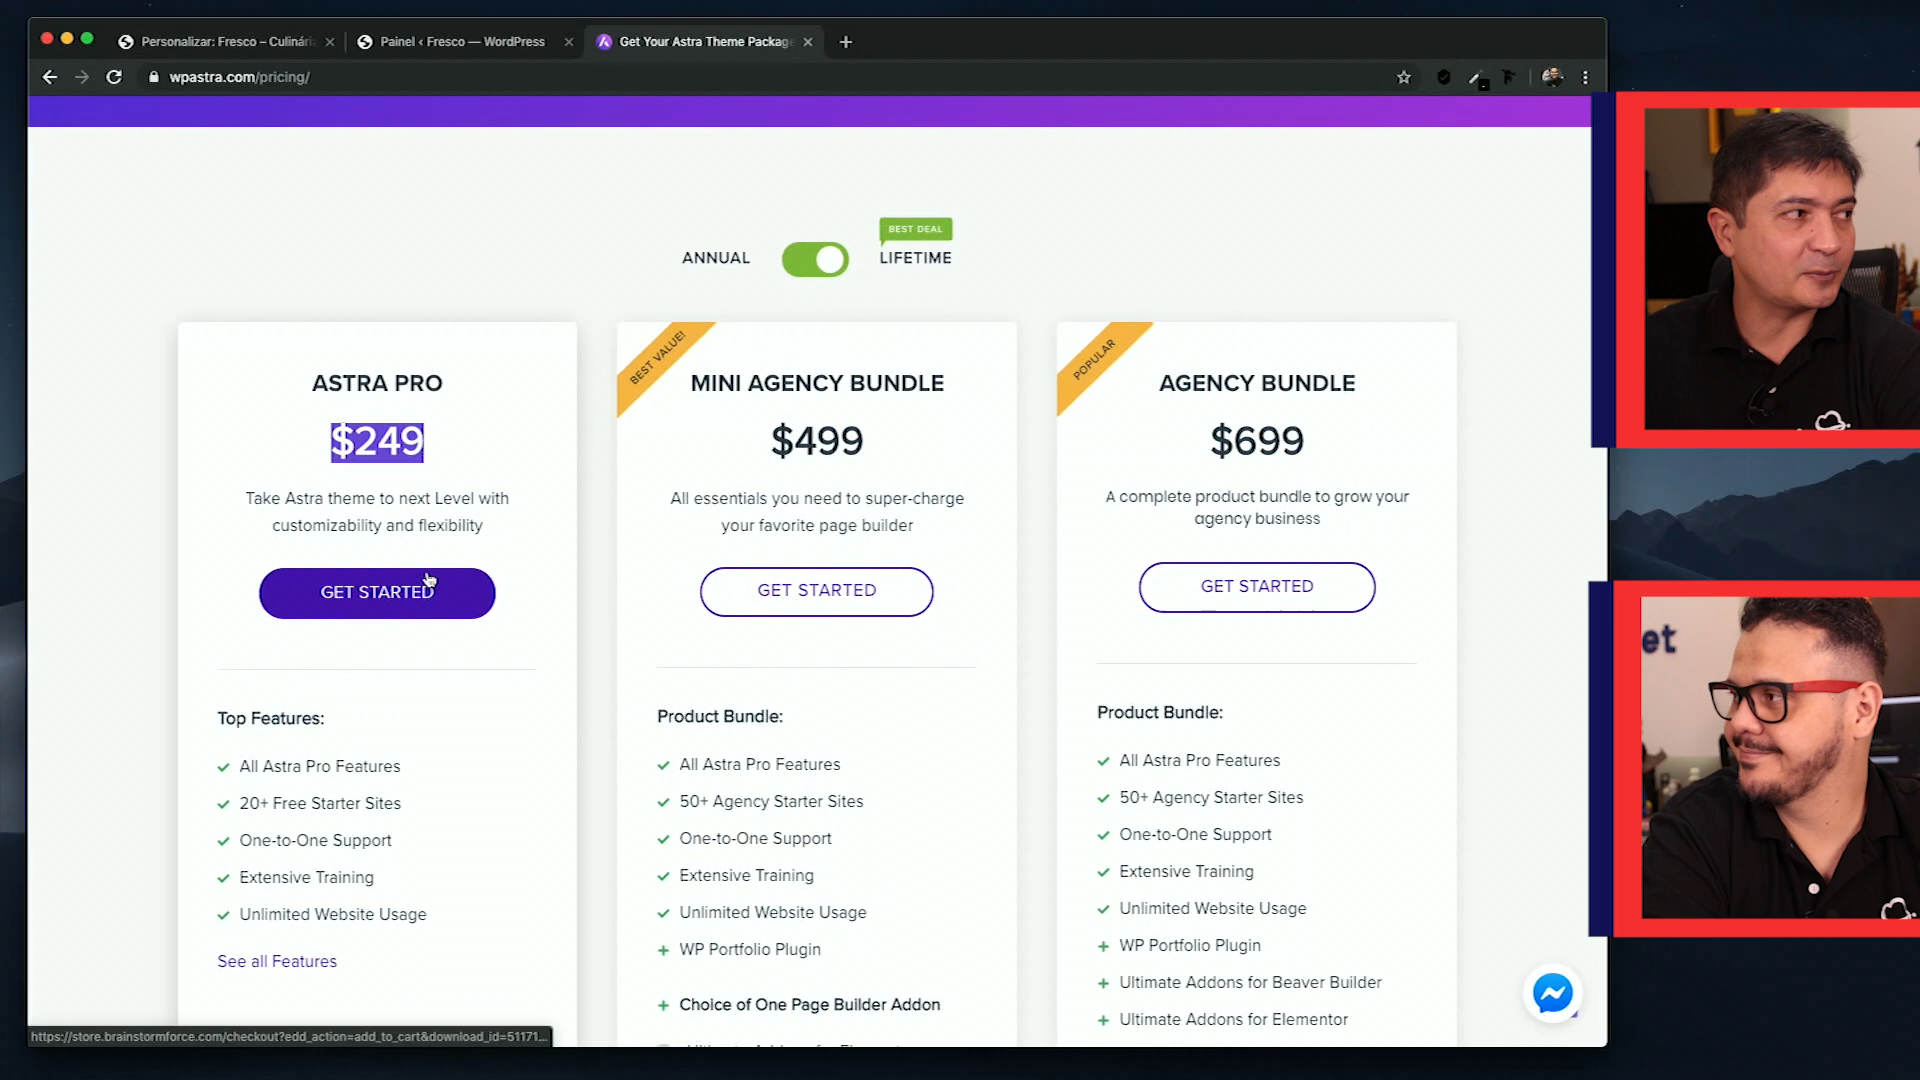 Personalizar: Fresco – Culinári
Painel ‹ Fresco — WordPress
Get Your Astra Theme Package
wpastra.com/pricing/
BEST DEAL
ANNUAL
LIFETIME
ASTRA PRO
$249
Take Astra theme to next Level with
customizability and flexibility
GET STARTED
Top Features:
All Astra Pro Features
20+ Free Starter Sites
One-to-One Support
Extensive Training
Unlimited Website Usage
See all Features
BEST VALUE!
MINI AGENCY BUNDLE
$499
All essentials you need to super-charge
your favorite page builder
GET STARTED
Product Bundle:
All Astra Pro Features
50+ Agency Starter Sites
One-to-One Support
Extensive Training
Unlimited Website Usage
WP Portfolio Plugin
Choice of One Page Builder Addon
POPULAR
AGENCY BUNDLE
$699
A complete product bundle to grow your
agency business
GET STARTED
Product Bundle:
All Astra Pro Features
50+ Agency Starter Sites
One-to-One Support
Extensive Training
Unlimited Website Usage
WP Portfolio Plugin
Ultimate Addons for Beaver Builder
Ultimate Addons for Elementor
https://store.brainstormforce.com/checkout?edd_action=add_to_cart&download_id=51171...
et